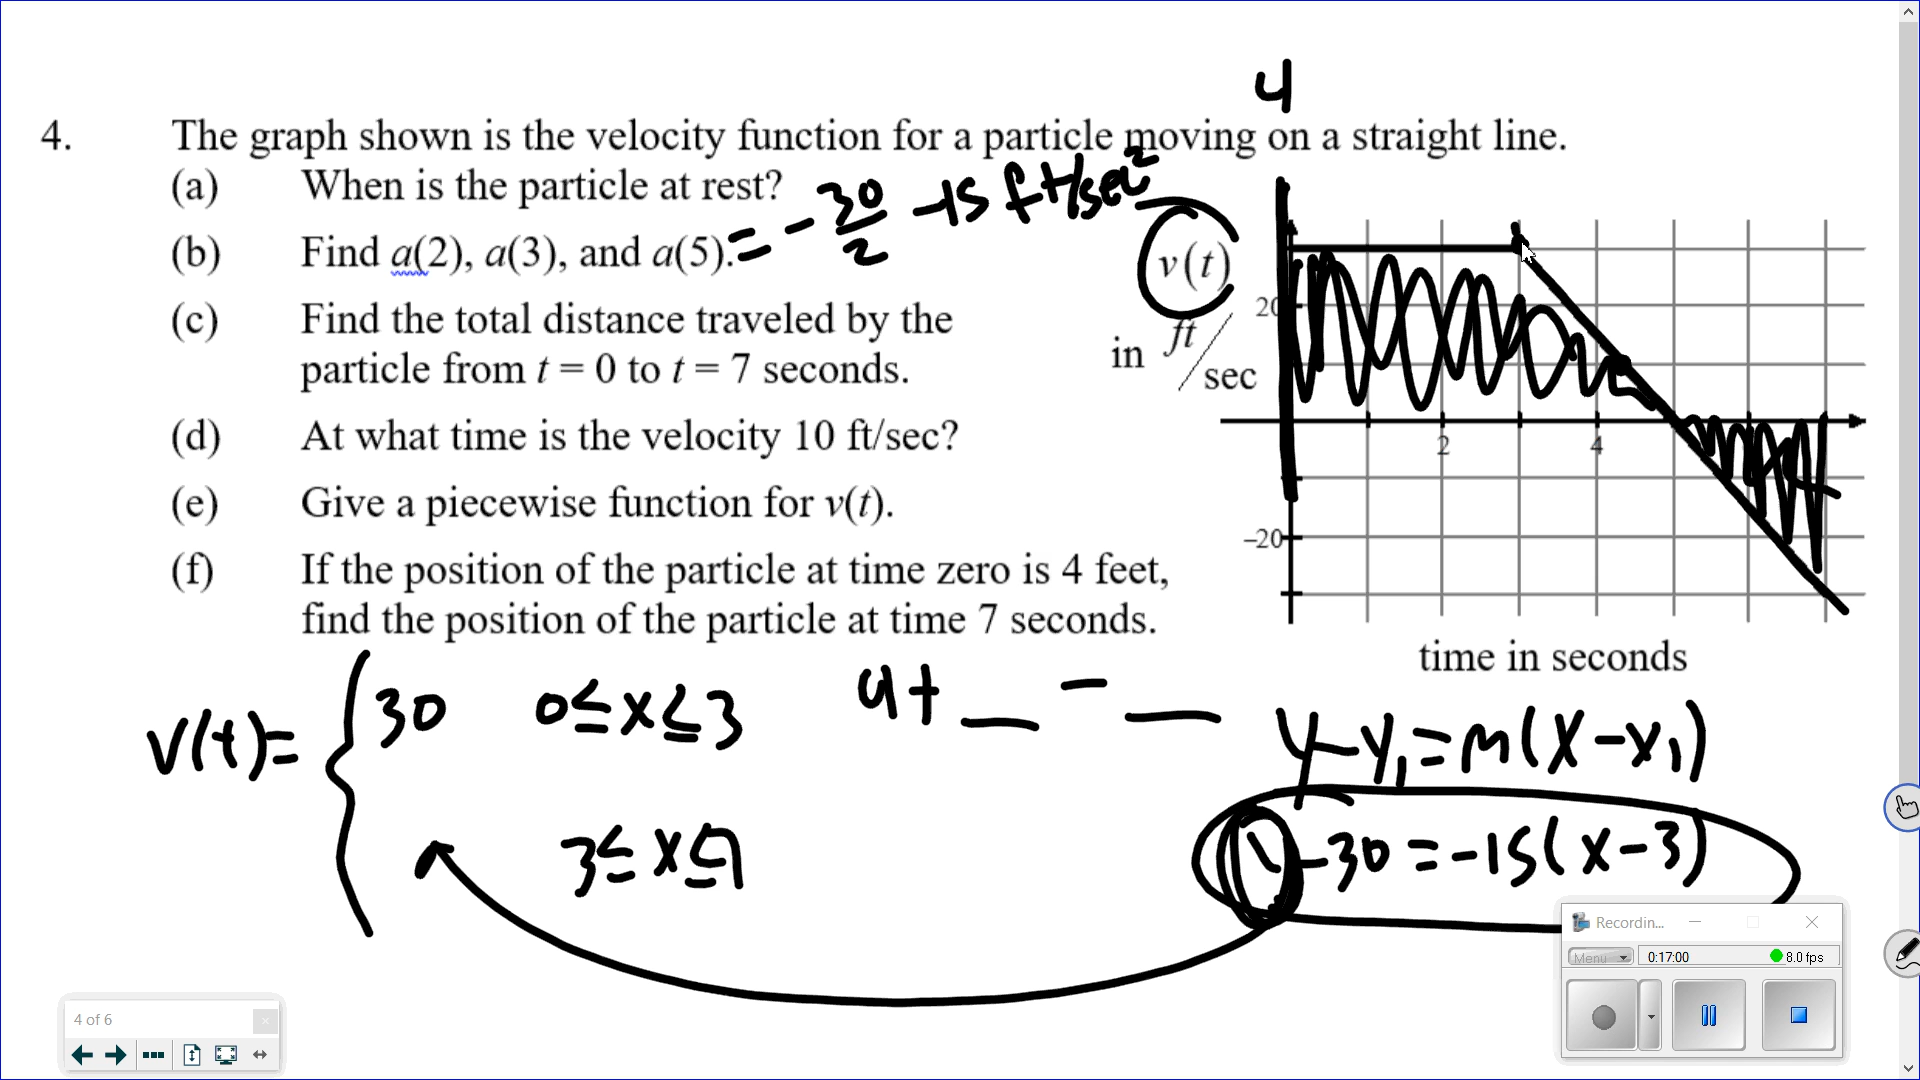 4
4. The graph shown is the velocity function for a particle moving on a straight line.
(a) When is the particle at rest?
= -30/2 -15 ft/sec²
(b) Find a(2), a(3), and a(5).
v(t)
in ft/sec
(c) Find the total distance traveled by the
particle from t = 0 to t = 7 seconds.
(d) At what time is the velocity 10 ft/sec?
(e) Give a piecewise function for v(t).
(f) If the position of the particle at time zero is 4 feet,
find the position of the particle at time 7 seconds.
20
2 4
–20
time in seconds
v(t)= { 30 0≤x≤3
3≤x≤7
4+ __ - __
y-y₁=m(x-x₁)
-30=-15(x-3)
Recordin...
Menu 0:17:00 8.0 fps
4 of 6